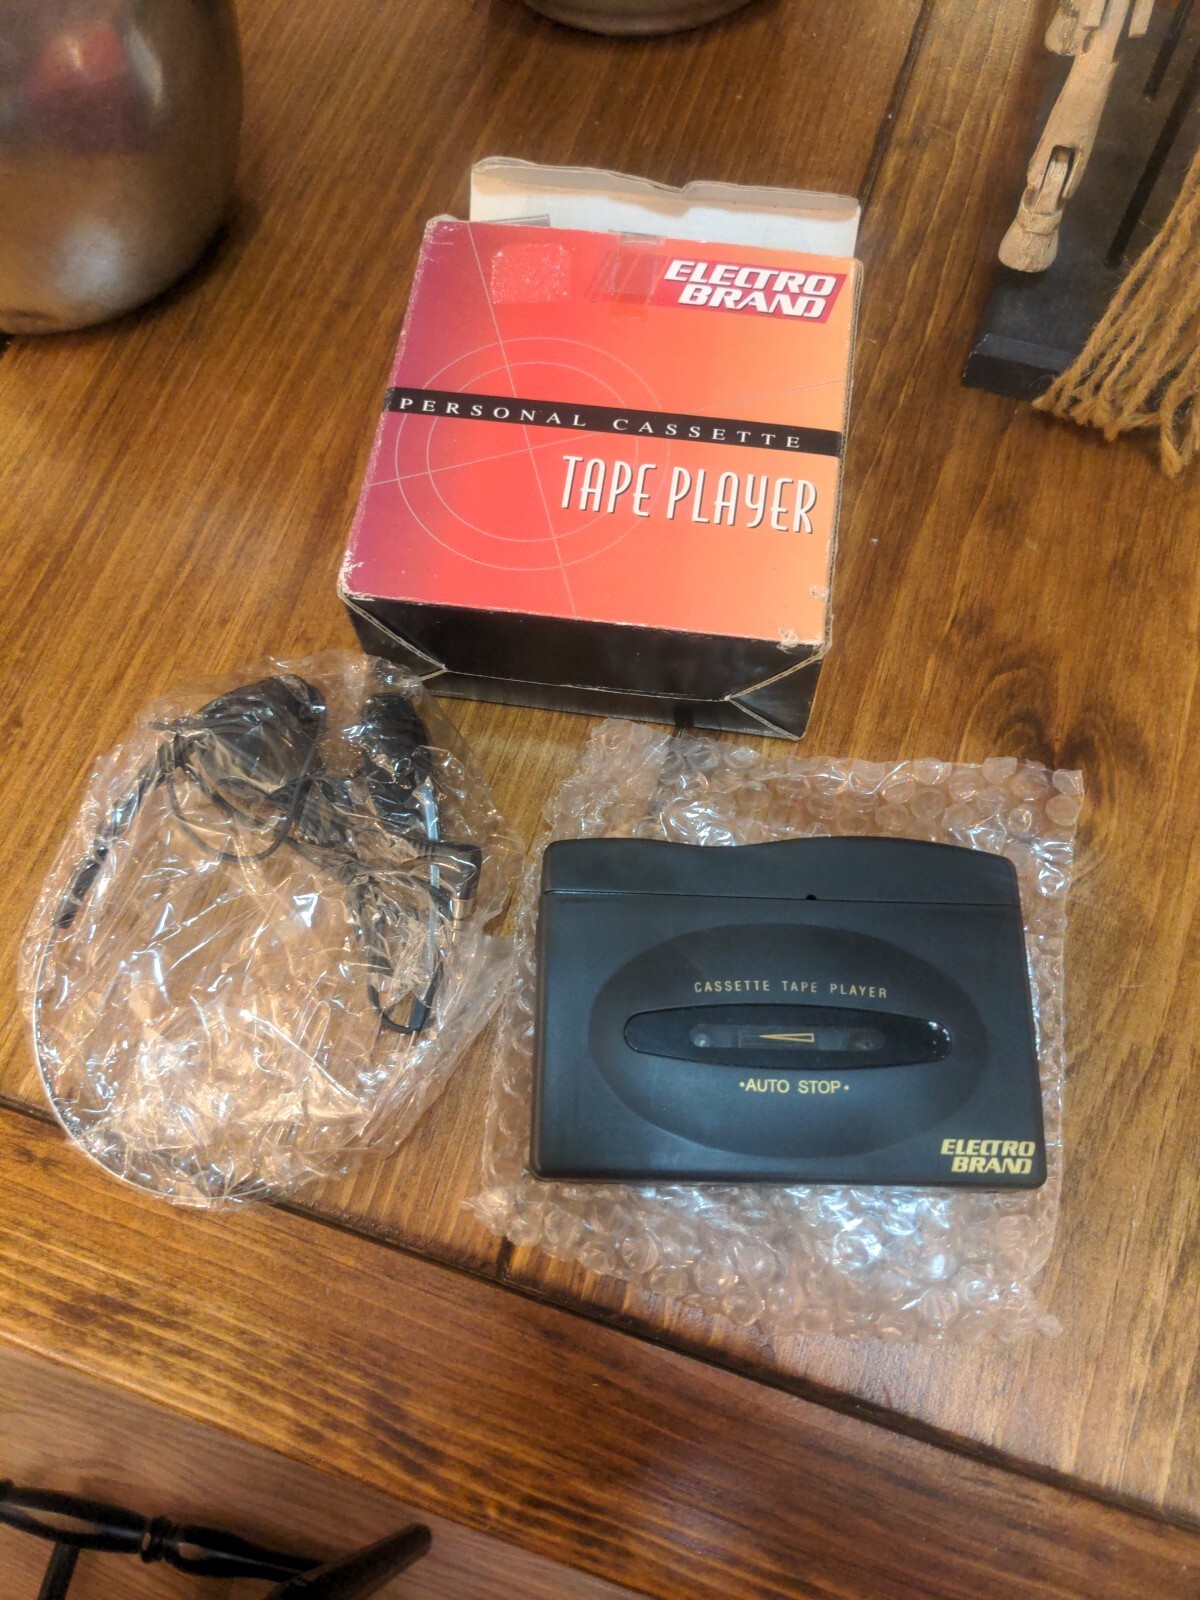 ELECTRO
BRAND
PERSONAL CASSETTE
TAPE PLAYER
CASSETTE TAPE PLAYER
•AUTO STOP•
ELECTRO
BRAND